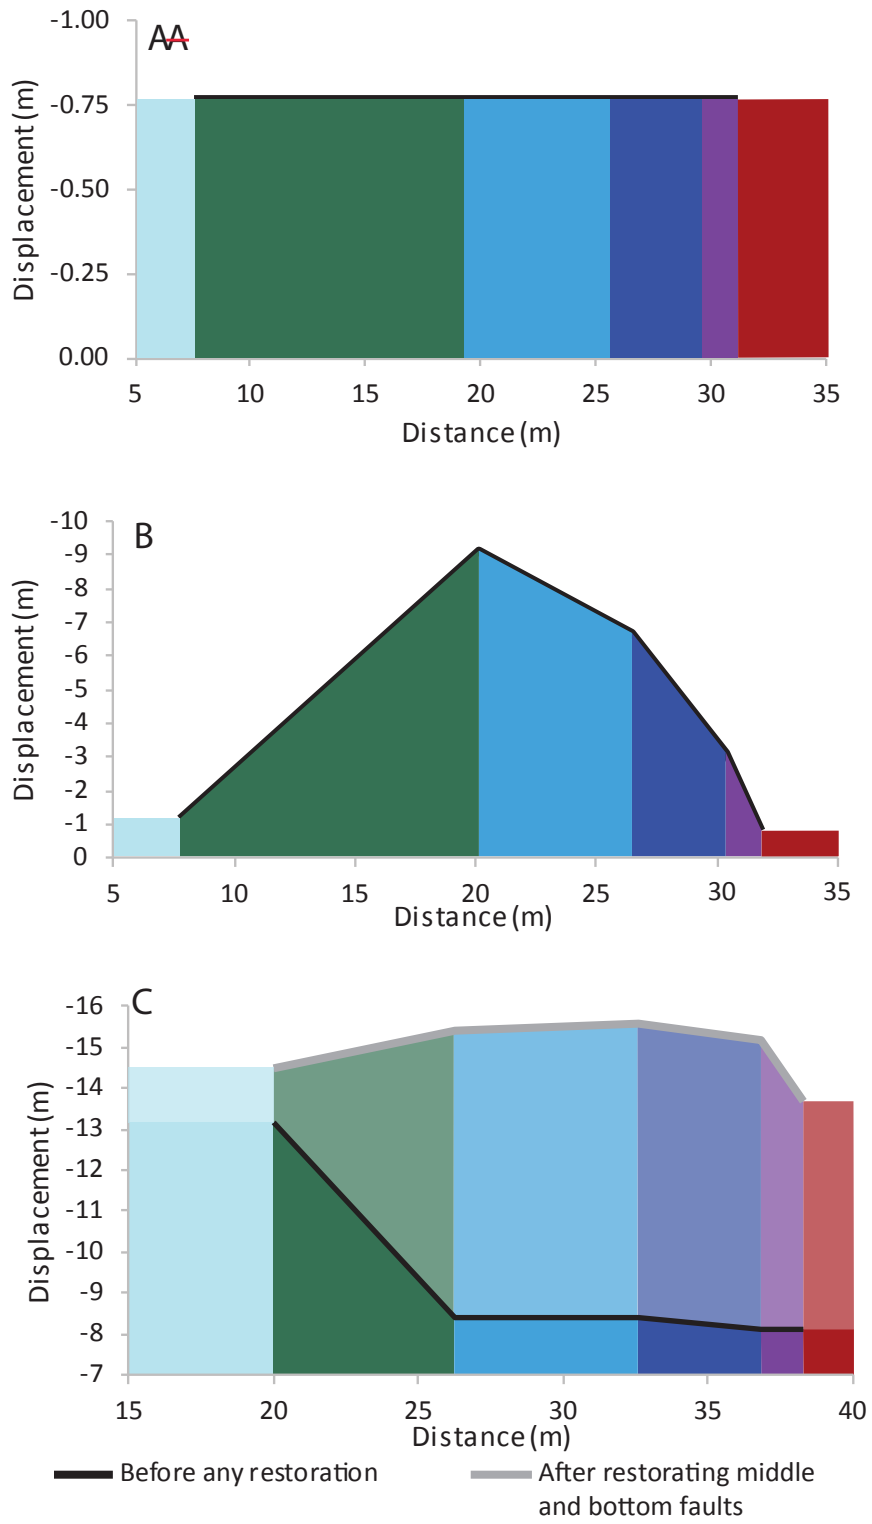 AA
-1.00
-0.75
-0.50
-0.25
0.00
Displacement (m)
5 10 15 20 25 30 35
Distance (m)
B
-10
-9
-8
-7
-6
-5
-4
-3
-2
-1
0
Displacement (m)
5 10 15 20 25 30 35
Distance (m)
C
-16
-15
-14
-13
-12
-11
-10
-9
-8
-7
Displacement (m)
15 20 25 30 35 40
Distance (m)
Before any restoration
After restorating middle
and bottom faults